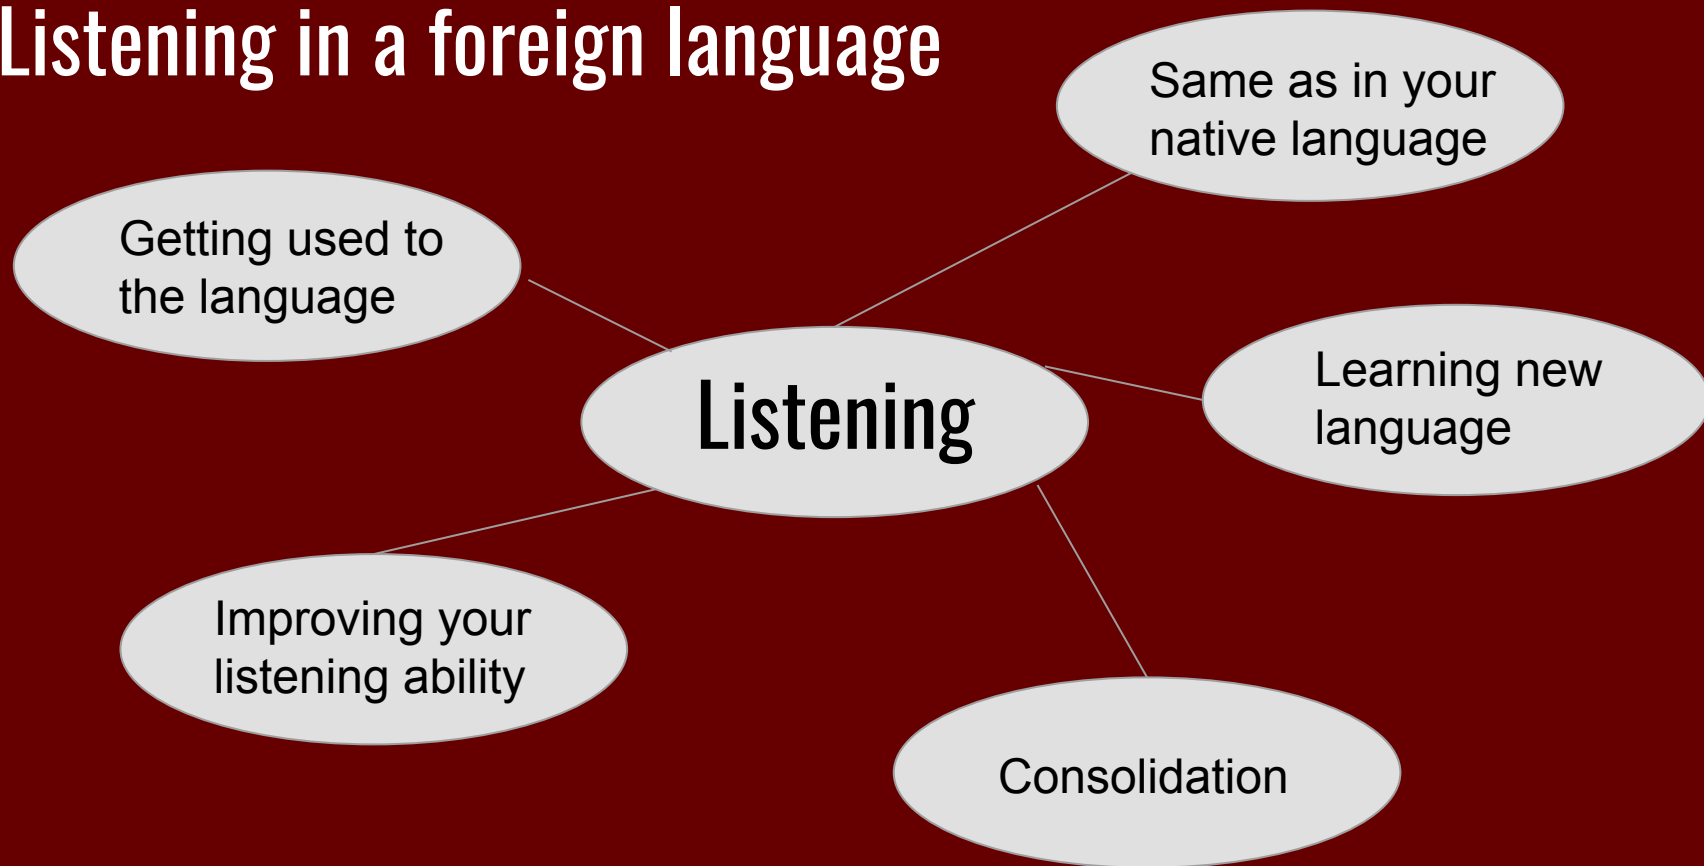 Listening in a foreign language
Same as in your
native language
Getting used to
the language
Listening
Learning new
language
Improving your
listening ability
Consolidation